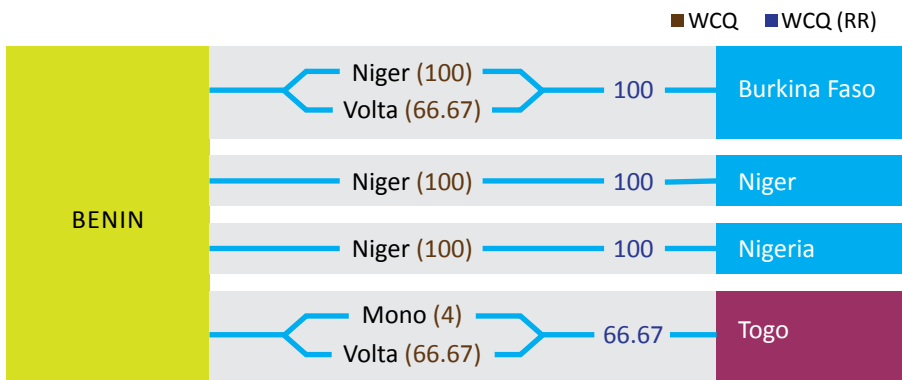 WCQ WCQ (RR)
Niger (100)
Volta (66.67)
100
Burkina Faso
Niger (100)
100
Niger
BENIN
Niger (100)
100
Nigeria
Mono (4)
Volta (66.67)
66.67
Togo